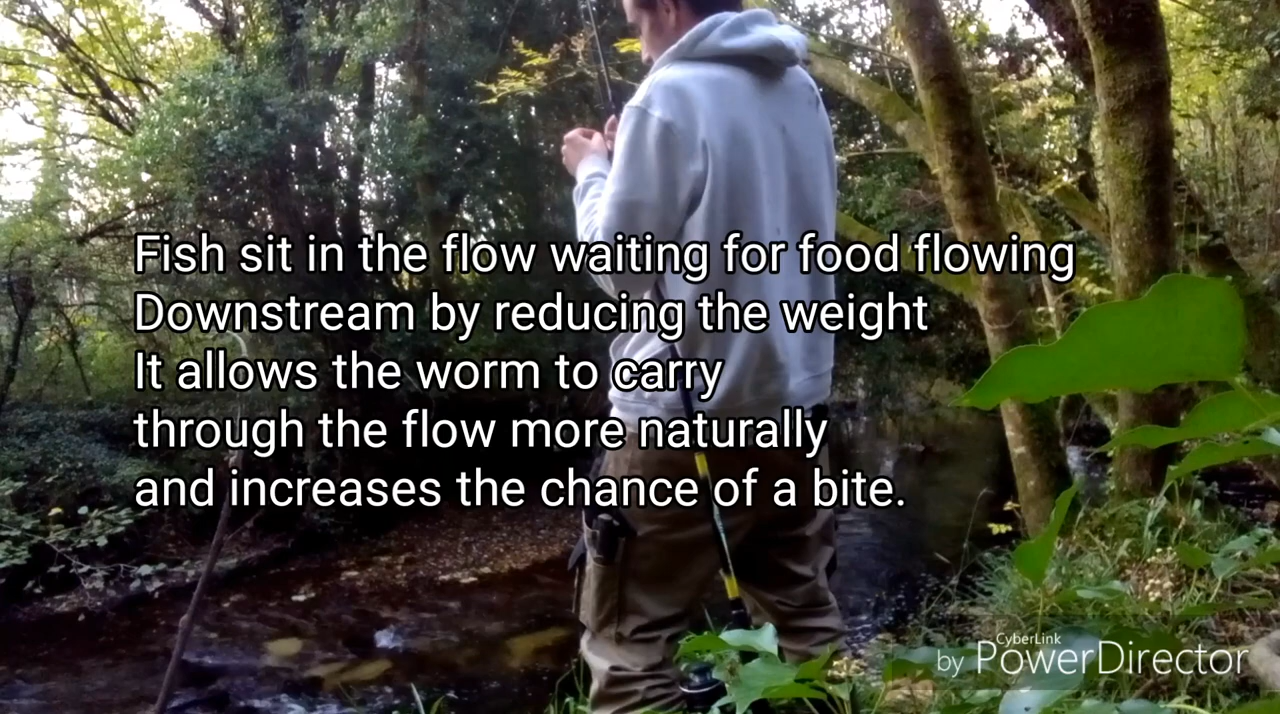 Fish sit in the flow waiting for food flowing
Downstream by reducing the weight
It allows the worm to carry
through the flow more naturally
and increases the chance of a bite.
CyberLink
by PowerDirector